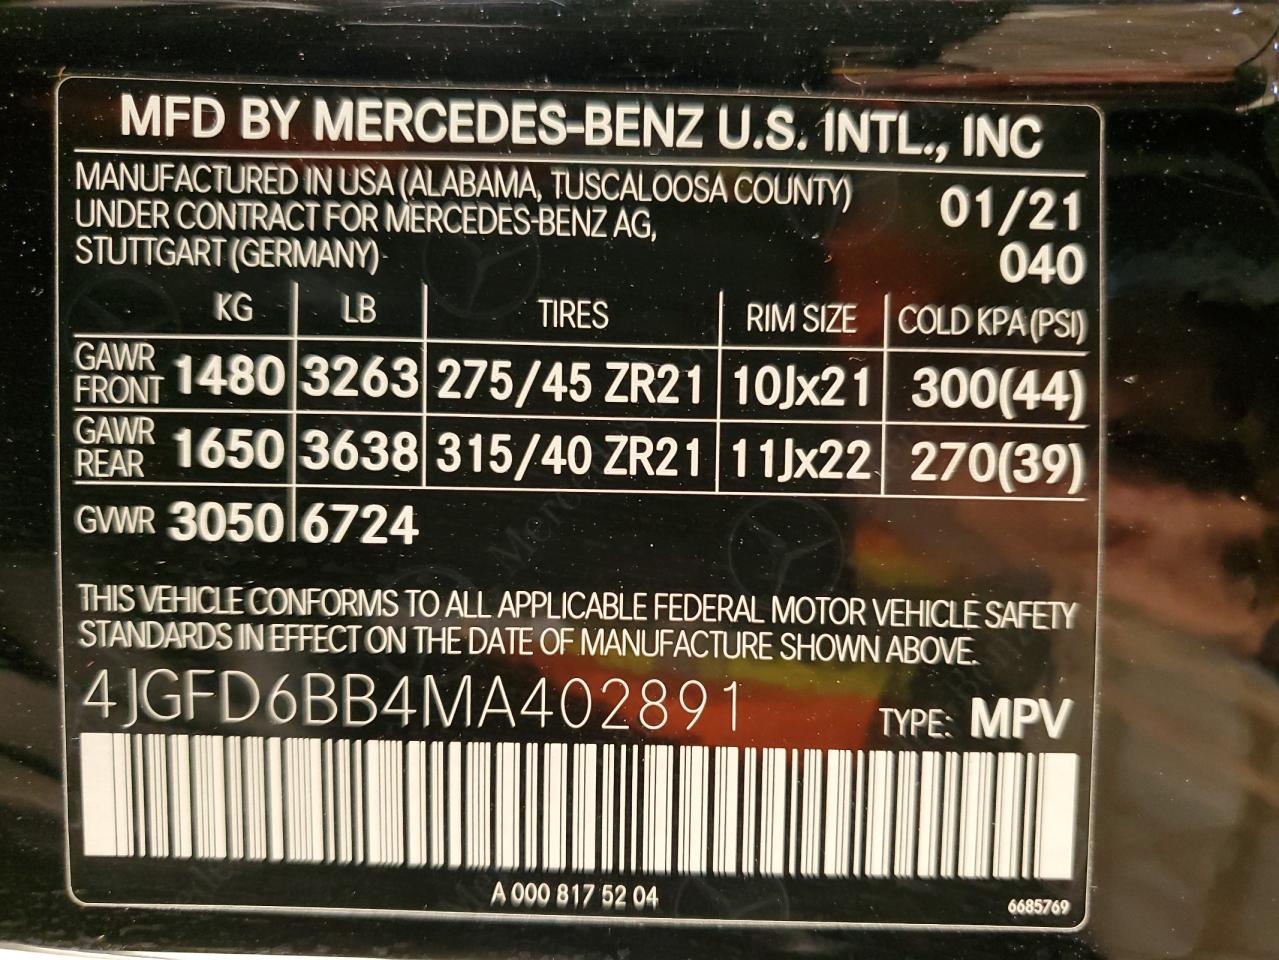 MFD BY MERCEDES-BENZ U.S. INTL., INC
MANUFACTURED IN USA (ALABAMA, TUSCALOOSA COUNTY) 01/21
UNDER CONTRACT FOR MERCEDES-BENZ AG,
STUTTGART (GERMANY) 040
KG LB TIRES RIM SIZE COLD KPA (PSI)
GAWR FRONT 1480 3263 275/45 ZR21 10Jx21 300(44)
GAWR REAR 1650 3638 315/40 ZR21 11Jx22 270(39)
GVWR 3050 6724
THIS VEHICLE CONFORMS TO ALL APPLICABLE FEDERAL MOTOR VEHICLE SAFETY
STANDARDS IN EFFECT ON THE DATE OF MANUFACTURE SHOWN ABOVE.
4JGFD6BB4MA402891 TYPE: MPV
A 000 817 52 04 6685769